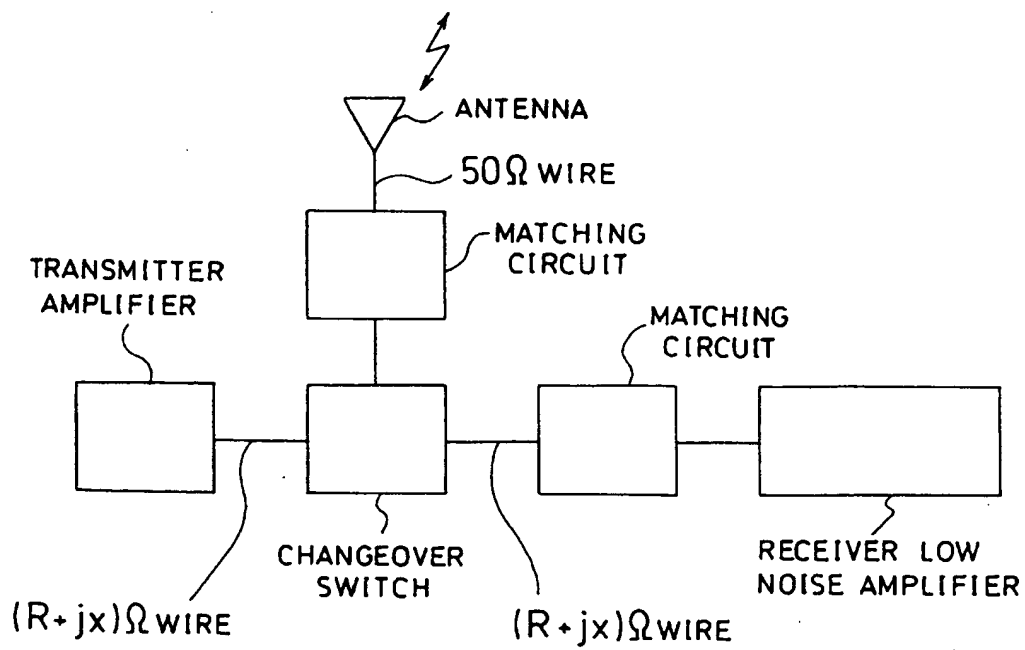 ANTENNA
50Ω WIRE
MATCHING
CIRCUIT
TRANSMITTER
AMPLIFIER
MATCHING
CIRCUIT
CHANGEOVER
SWITCH
RECEIVER LOW
NOISE AMPLIFIER
(R+jx)Ω WIRE
(R+jx)Ω WIRE